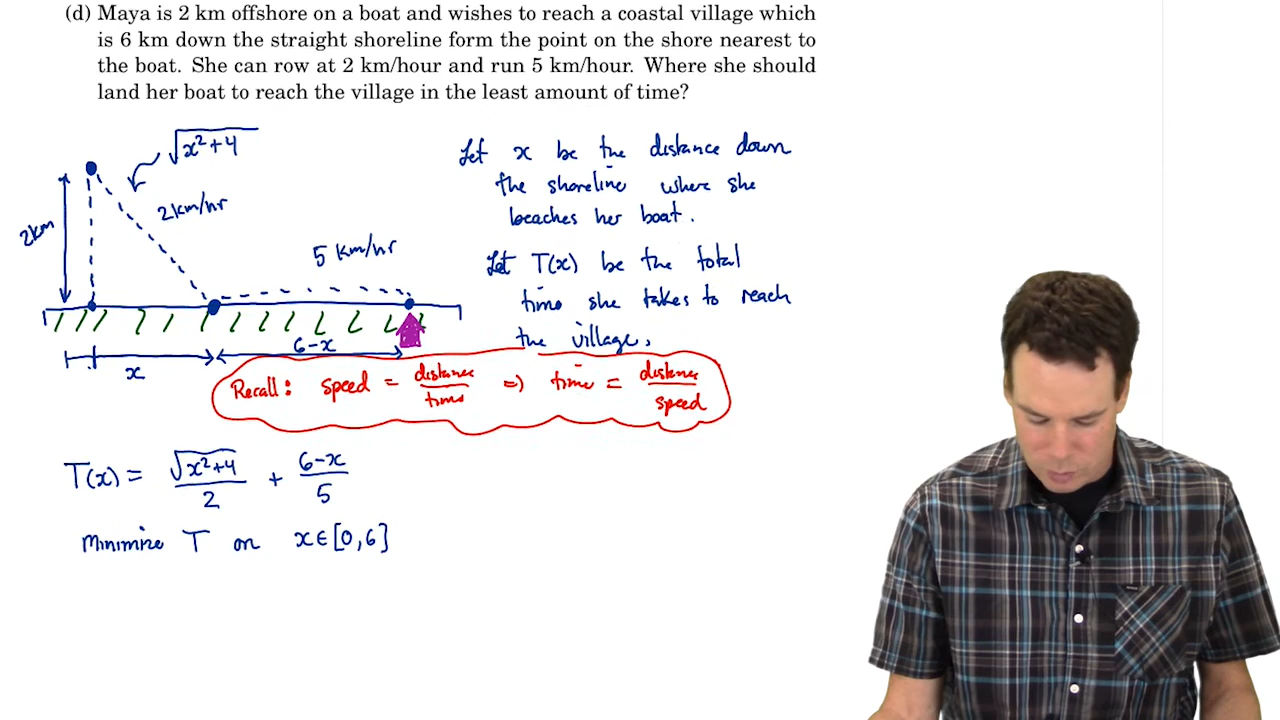 (d) Maya is 2 km offshore on a boat and wishes to reach a coastal village which
is 6 km down the straight shoreline form the point on the shore nearest to
the boat. She can row at 2 km/hour and run 5 km/hour. Where she should
land her boat to reach the village in the least amount of time?
√(x²+4)
2km
2km/hr
5 km/hr
6-x
x
Let x be the distance down
the shoreline where she
beaches her boat.
Let T(x) be the total
time she takes to reach
the village.
Recall: speed = distance/time => time = distance/speed
T(x) = √(x²+4)/2 + (6-x)/5
Minimize T on x∈[0,6]